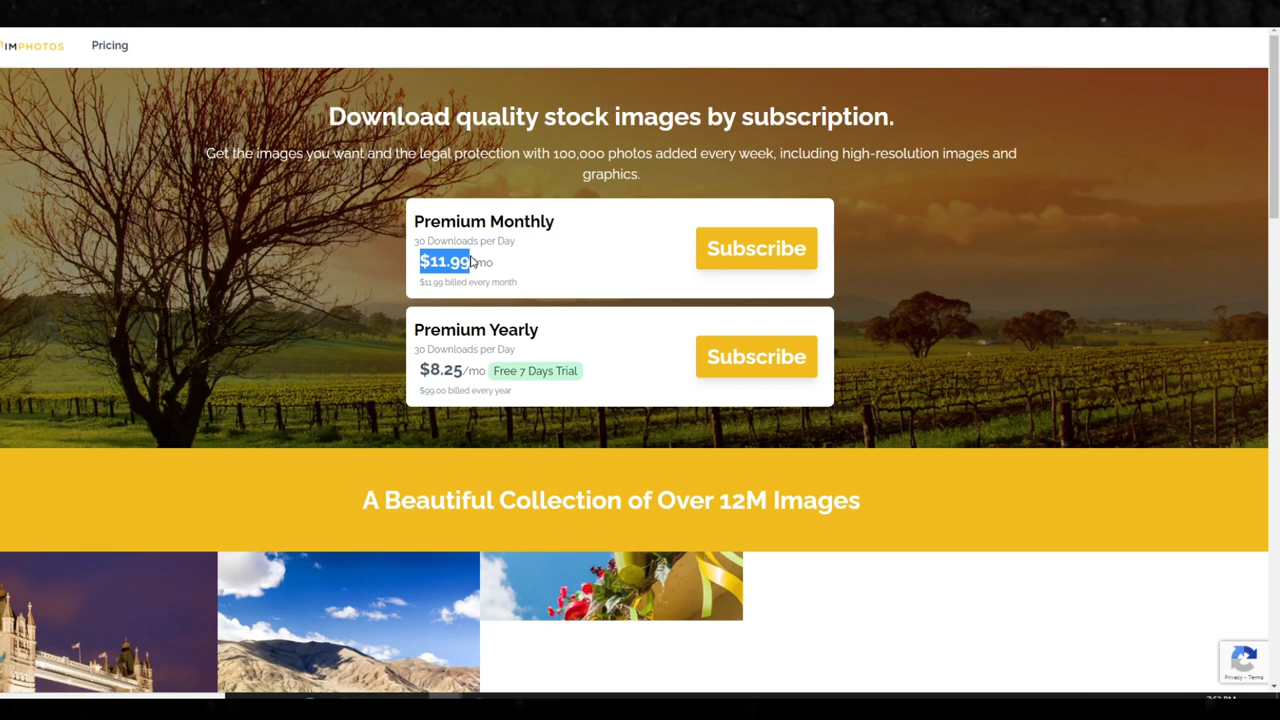 IMPHOTOS
Pricing
Download quality stock images by subscription.
Get the images you want and the legal protection with 100,000 photos added every week, including high-resolution images and
graphics.
Premium Monthly
30 Downloads per Day
$11.99/mo
$11.99 billed every month
Subscribe
Premium Yearly
30 Downloads per Day
$8.25/mo Free 7 Days Trial
$99.00 billed every year
Subscribe
A Beautiful Collection of Over 12M Images
Privacy - Terms